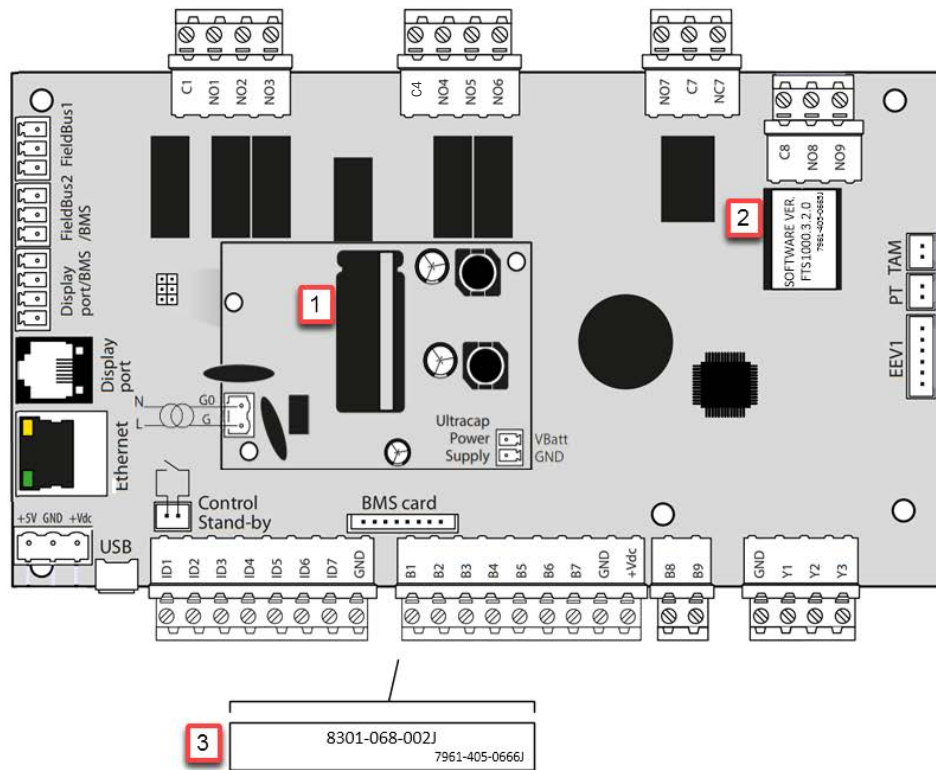 C1 NO1 NO2 NO3
C4 NO4 NO5 NO6
NO7 C7 NC7
C8 NO8 NO9
FieldBus1
FieldBus2
/BMS
Display
port/BMS
Display
port
Ethernet
N
L
G0
G
1
2
SOFTWARE VER.
FTS1000.3.2.0
7961-405-0665J
TAM
PT
EEV1
Ultracap
Power
Supply
VBatt
GND
Control
Stand-by
BMS card
+5V GND +Vdc
USB
ID1 ID2 ID3 ID4 ID5 ID6 ID7 GND
B1 B2 B3 B4 B5 B6 B7 GND +Vdc
B8 B9
GND Y1 Y2 Y3
3
8301-068-002J
7961-405-0666J